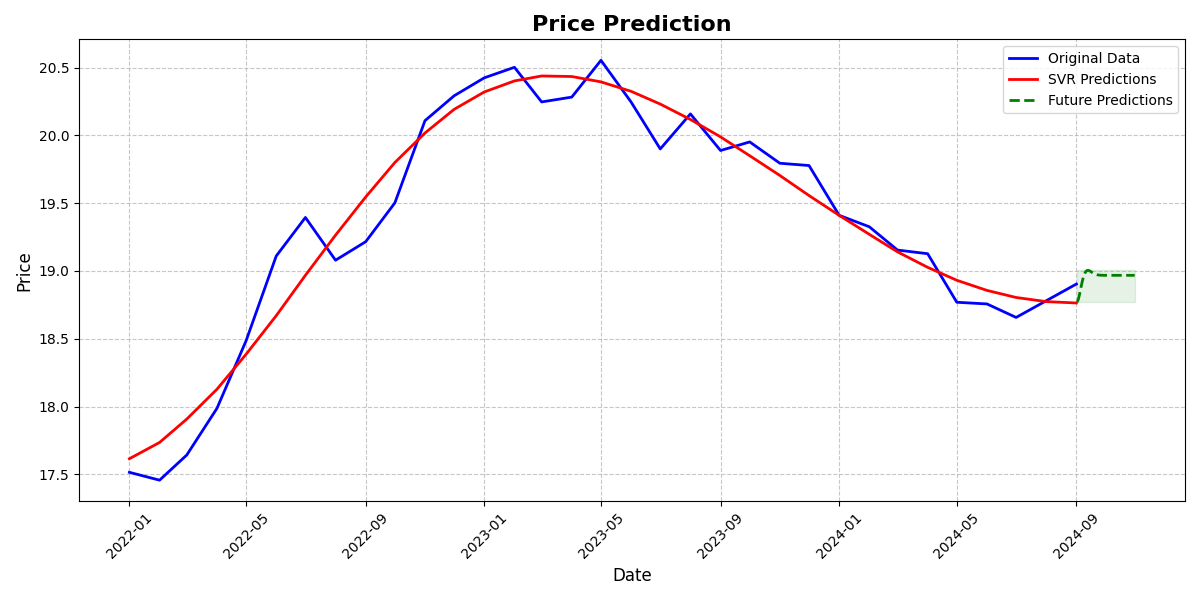 Price Prediction
Original Data
SVR Predictions
Future Predictions
Price
20.5
20.0
19.5
19.0
18.5
18.0
17.5
2022-01
2022-05
2022-09
2023-01
2023-05
2023-09
2024-01
2024-05
2024-09
Date